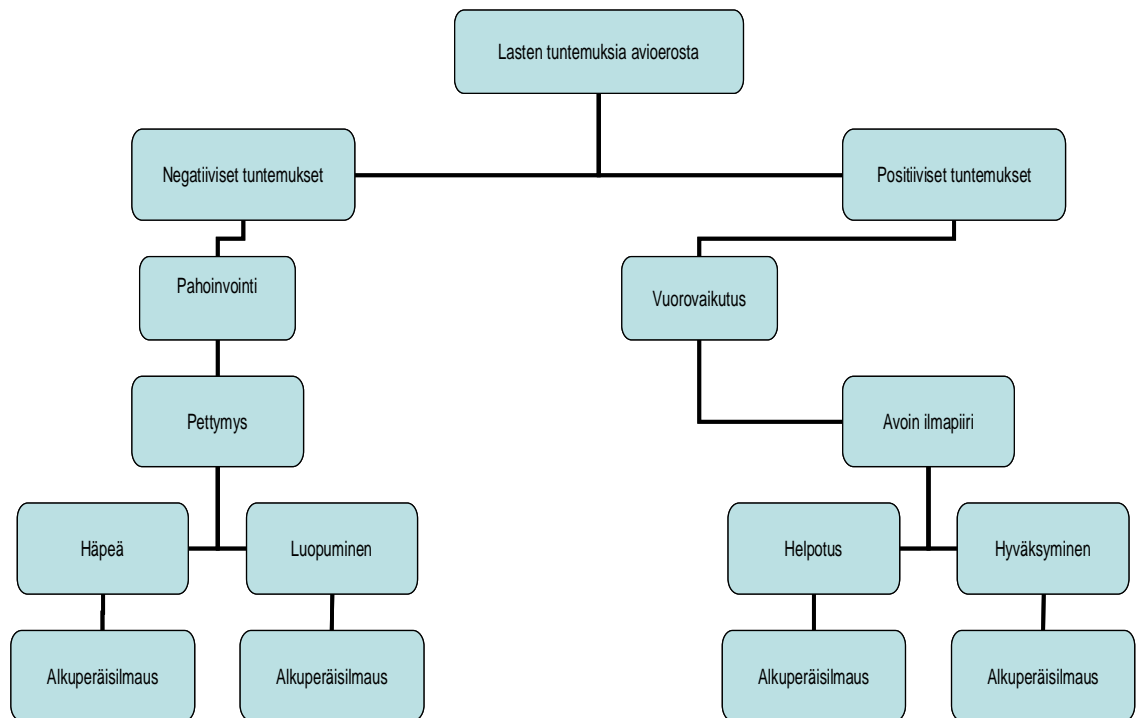 Lasten tuntemuksia avioerosta
Negatiiviset tuntemukset
Positiiviset tuntemukset
Pahoinvointi
Vuorovaikutus
Pettymys
Avoin ilmapiiri
Häpeä
Luopuminen
Helpotus
Hyväksyminen
Alkuperäisilmaus
Alkuperäisilmaus
Alkuperäisilmaus
Alkuperäisilmaus